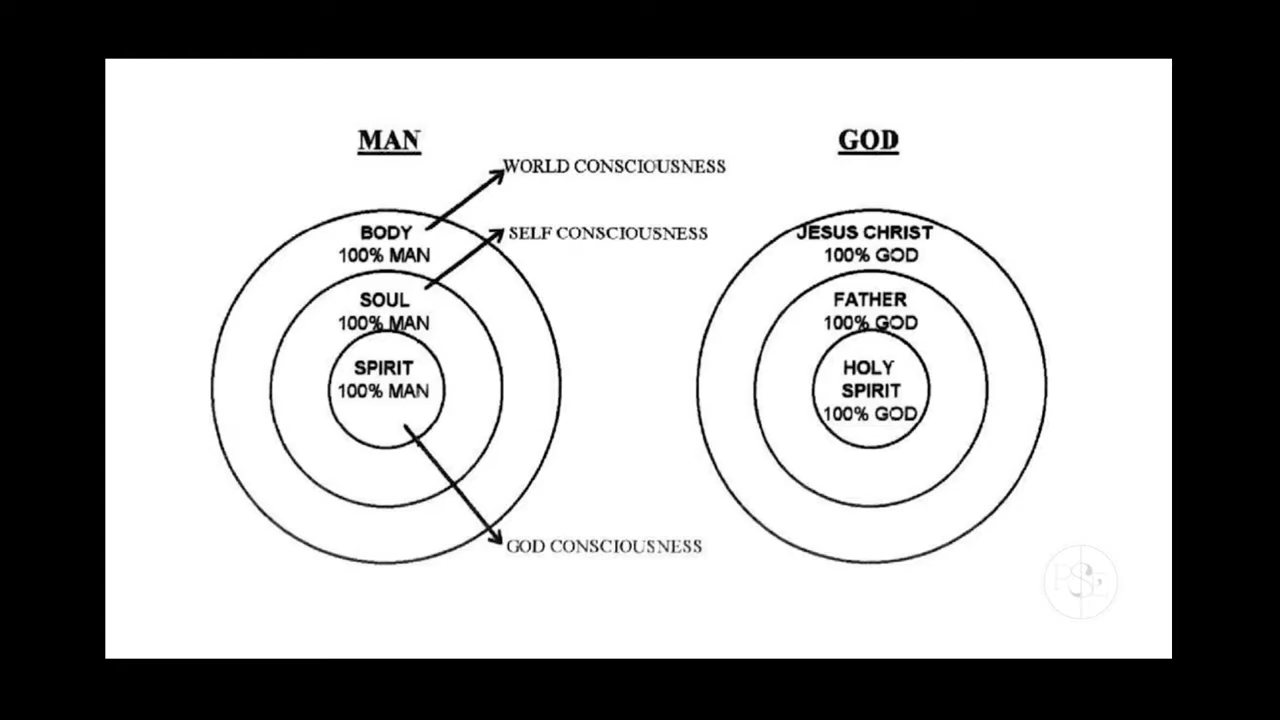 MAN
WORLD CONSCIOUSNESS
BODY
100% MAN
SELF CONSCIOUSNESS
SOUL
100% MAN
SPIRIT
100% MAN
GOD CONSCIOUSNESS
GOD
JESUS CHRIST
100% GOD
FATHER
100% GOD
HOLY
SPIRIT
100% GOD